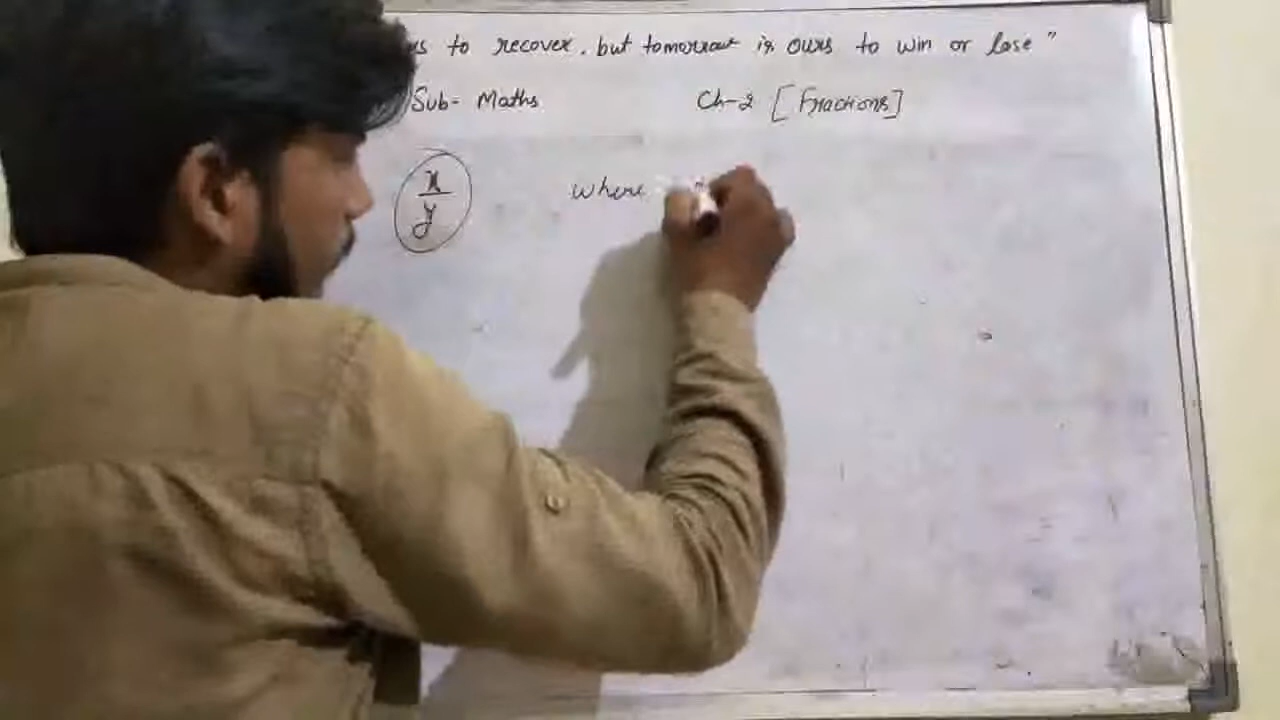 to recover, but tomorrow is ours to win or lose"
Sub- Maths Ch-2 [Fractions]
x/y where